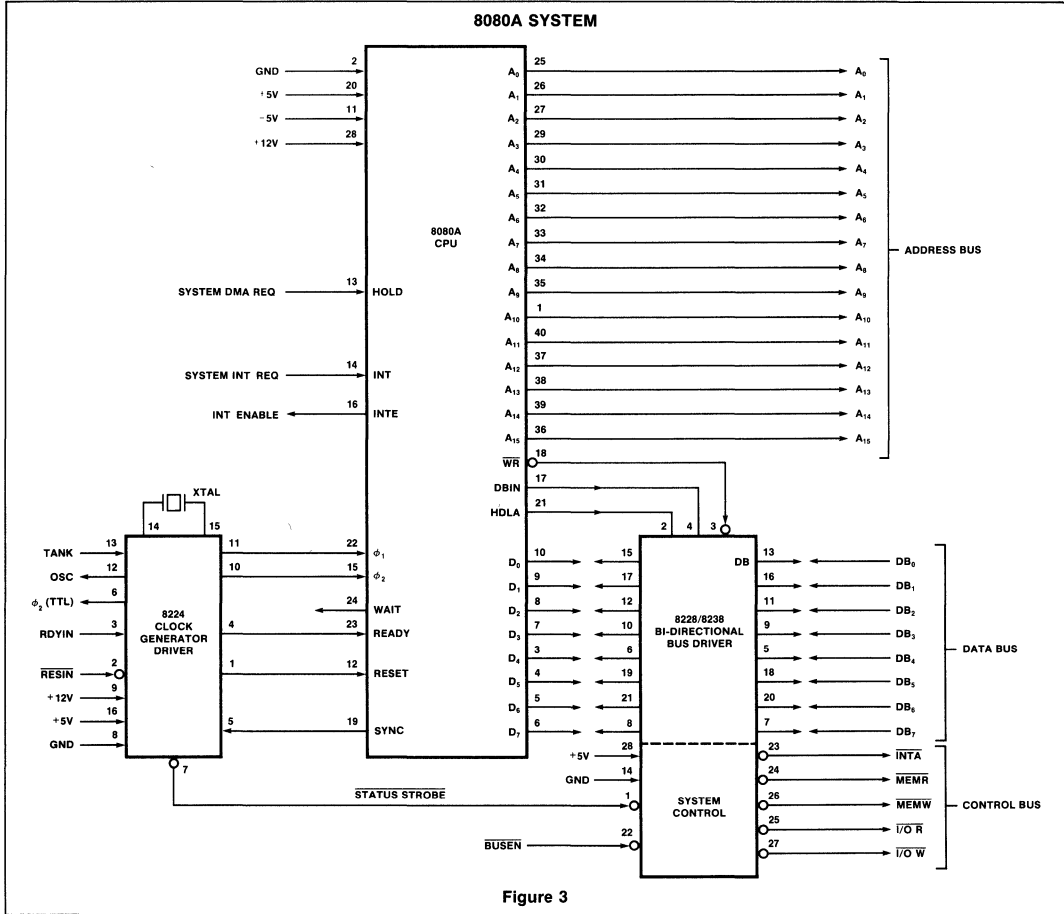 8080A SYSTEM
GND 2
+5V 20
-5V 11
+12V 28
8080A
CPU
SYSTEM DMA REQ 13 HOLD
SYSTEM INT REQ 14 INT
INT ENABLE 16 INTE
A0 25 A0
A1 26 A1
A2 27 A2
A3 29 A3
A4 30 A4
A5 31 A5
A6 32 A6
A7 33 A7
A8 34 A8
A9 35 A9
A10 1 A10
A11 40 A11
A12 37 A12
A13 38 A13
A14 39 A14
A15 36 A15
ADDRESS BUS
WR 18
DBIN 17
HDLA 21
2 4 3
XTAL
14 15
TANK 13
OSC 12
ϕ2 (TTL) 6
RDYIN 3
RESIN 2
+12V 9
+5V 16
GND 8
8224
CLOCK
GENERATOR
DRIVER
11 22 ϕ1
10 15 ϕ2
24 WAIT
4 23 READY
1 12 RESET
5 19 SYNC
7
D0 10 15 DB 13 DB0
D1 9 17 16 DB1
D2 8 12 11 DB2
D3 7 10 9 DB3
D4 3 6 5 DB4
D5 4 19 18 DB5
D6 5 21 20 DB6
D7 6 8 7 DB7
8228/8238
BI-DIRECTIONAL
BUS DRIVER
DATA BUS
+5V 28
GND 14
STATUS STROBE 1
BUSEN 22
SYSTEM
CONTROL
23 INTA
24 MEMR
26 MEMW
25 I/O R
27 I/O W
CONTROL BUS
Figure 3